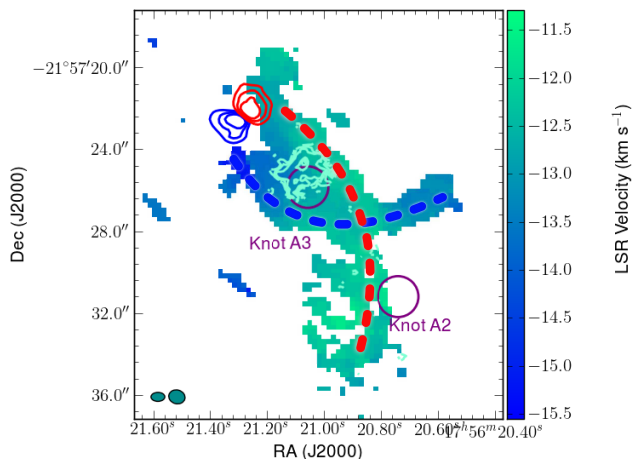 −21°57'20.0"
24.0"
28.0"
32.0"
36.0"
Dec (J2000)
Knot A3
Knot A2
21.60ˢ
21.40ˢ
21.20ˢ
21.00ˢ
20.80ˢ
20.60ˢ
17ʰ56ᵐ20.40ˢ
RA (J2000)
−11.5
−12.0
−12.5
−13.0
−13.5
−14.0
−14.5
−15.0
−15.5
LSR Velocity (km s⁻¹)